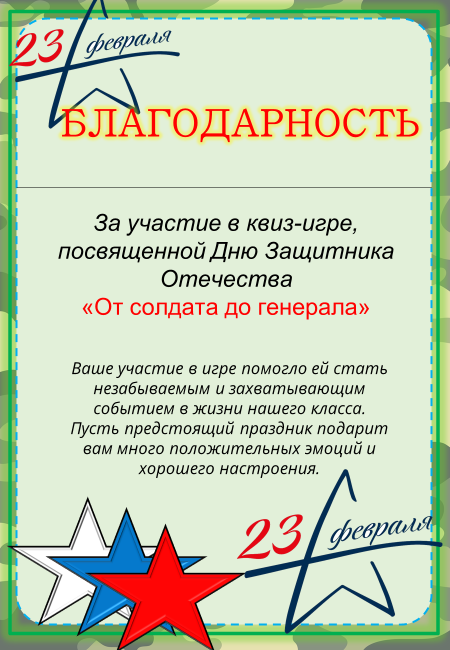 23 февраля
БЛАГОДАРНОСТЬ
За участие в квиз-игре,
посвященной Дню Защитника
Отечества
«От солдата до генерала»
Ваше участие в игре помогло ей стать
незабываемым и захватывающим
событием в жизни нашего класса.
Пусть предстоящий праздник подарит
вам много положительных эмоций и
хорошего настроения.
23 февраля